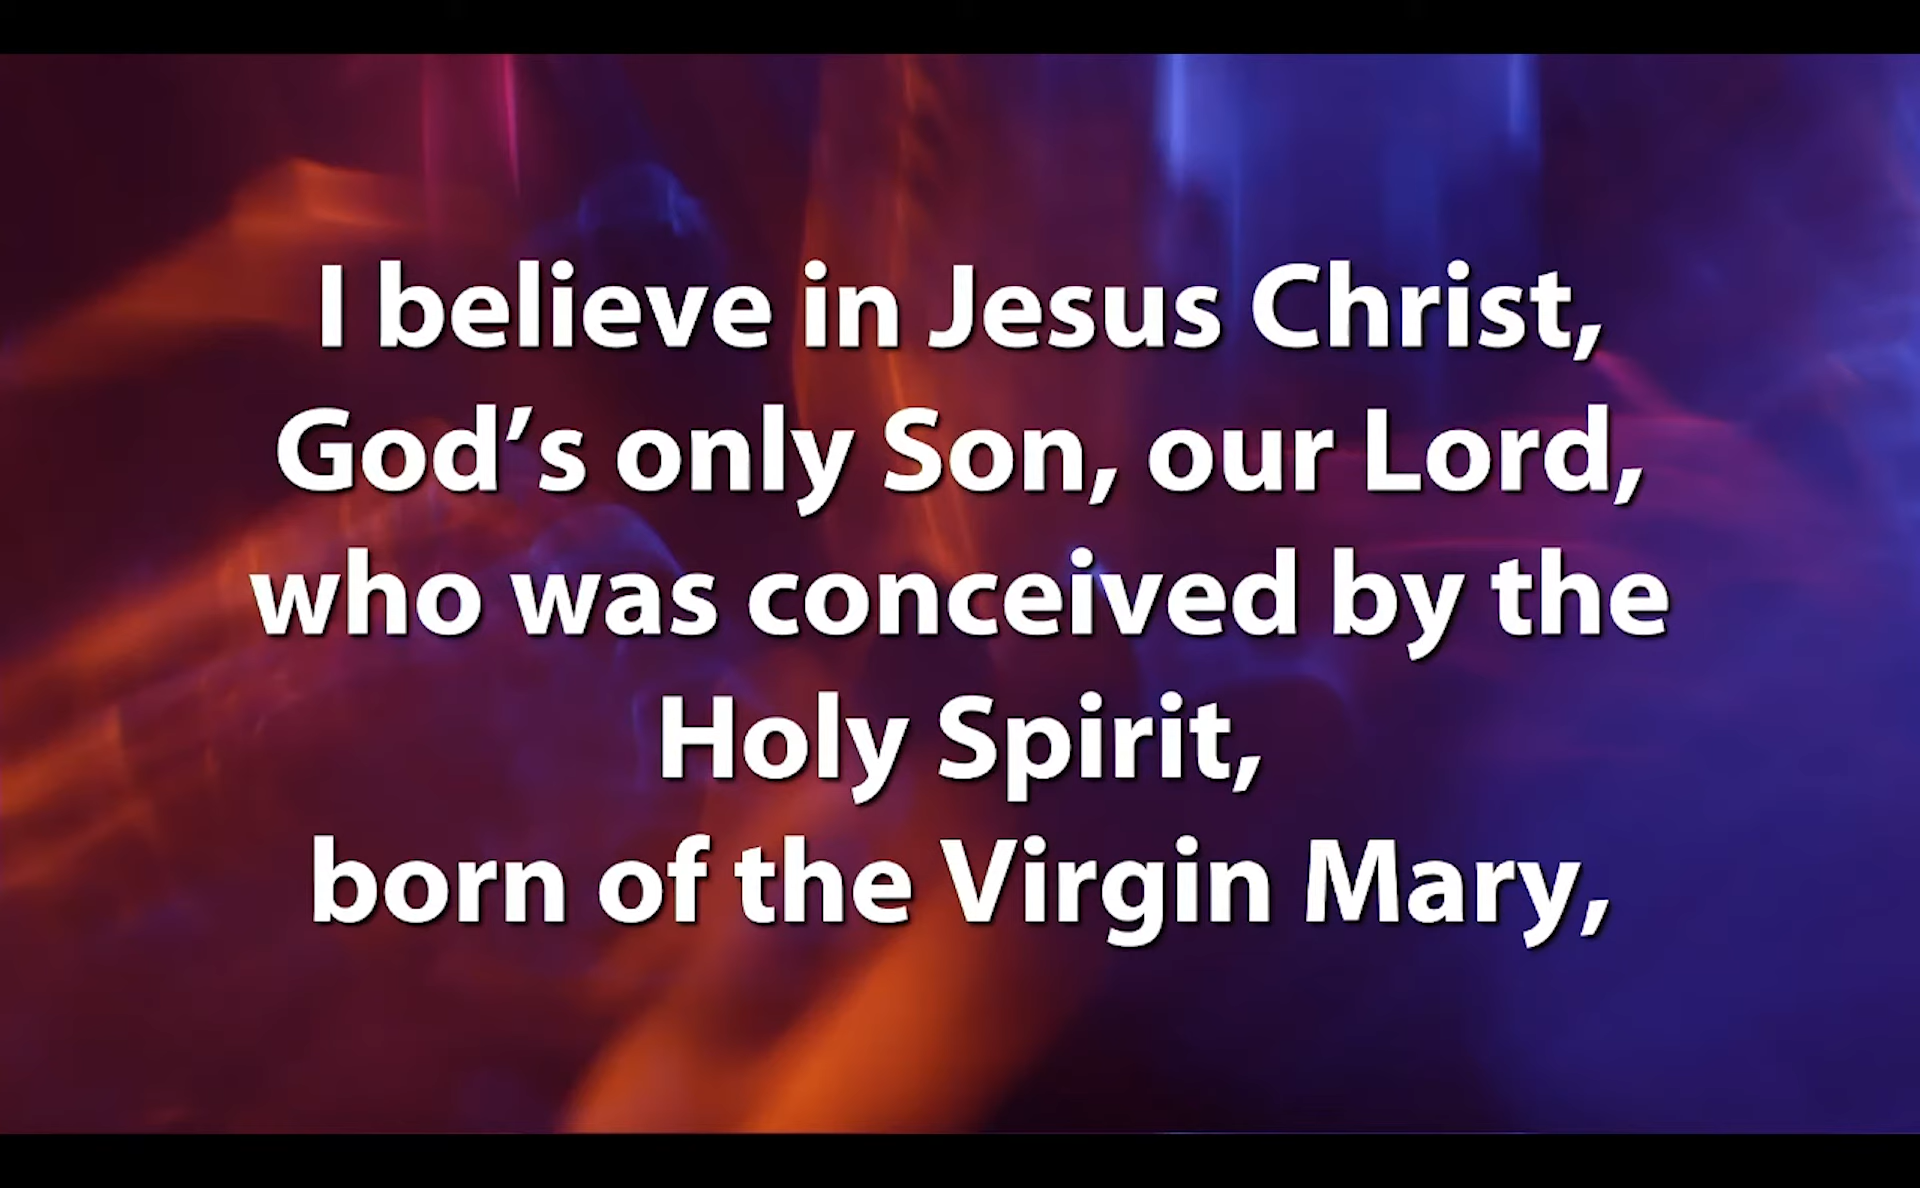 I believe in Jesus Christ,
God’s only Son, our Lord,
who was conceived by the
Holy Spirit,
born of the Virgin Mary,